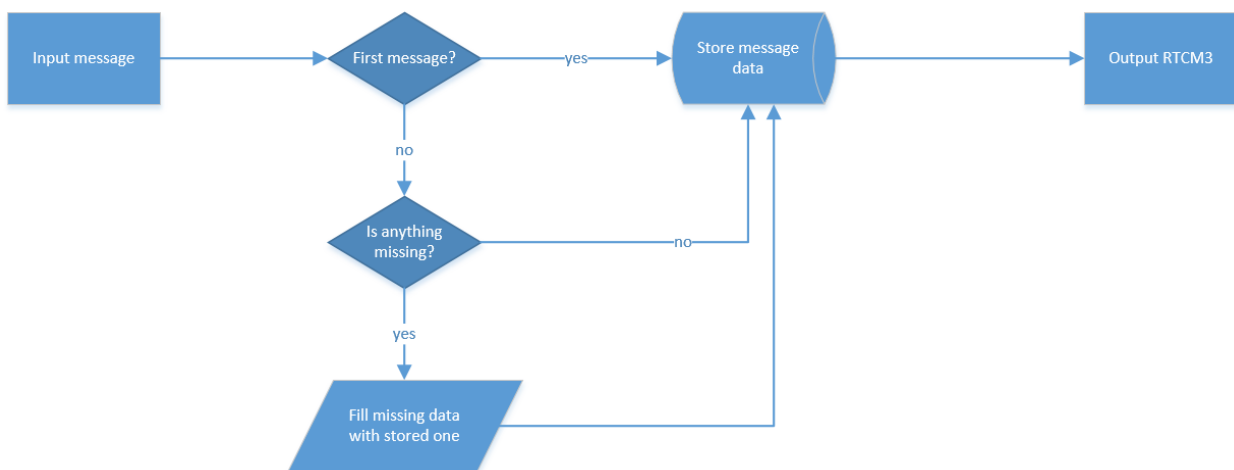 Input message
First message?
yes
Store message
data
Output RTCM3
no
Is anything
missing?
no
yes
Fill missing data
with stored one